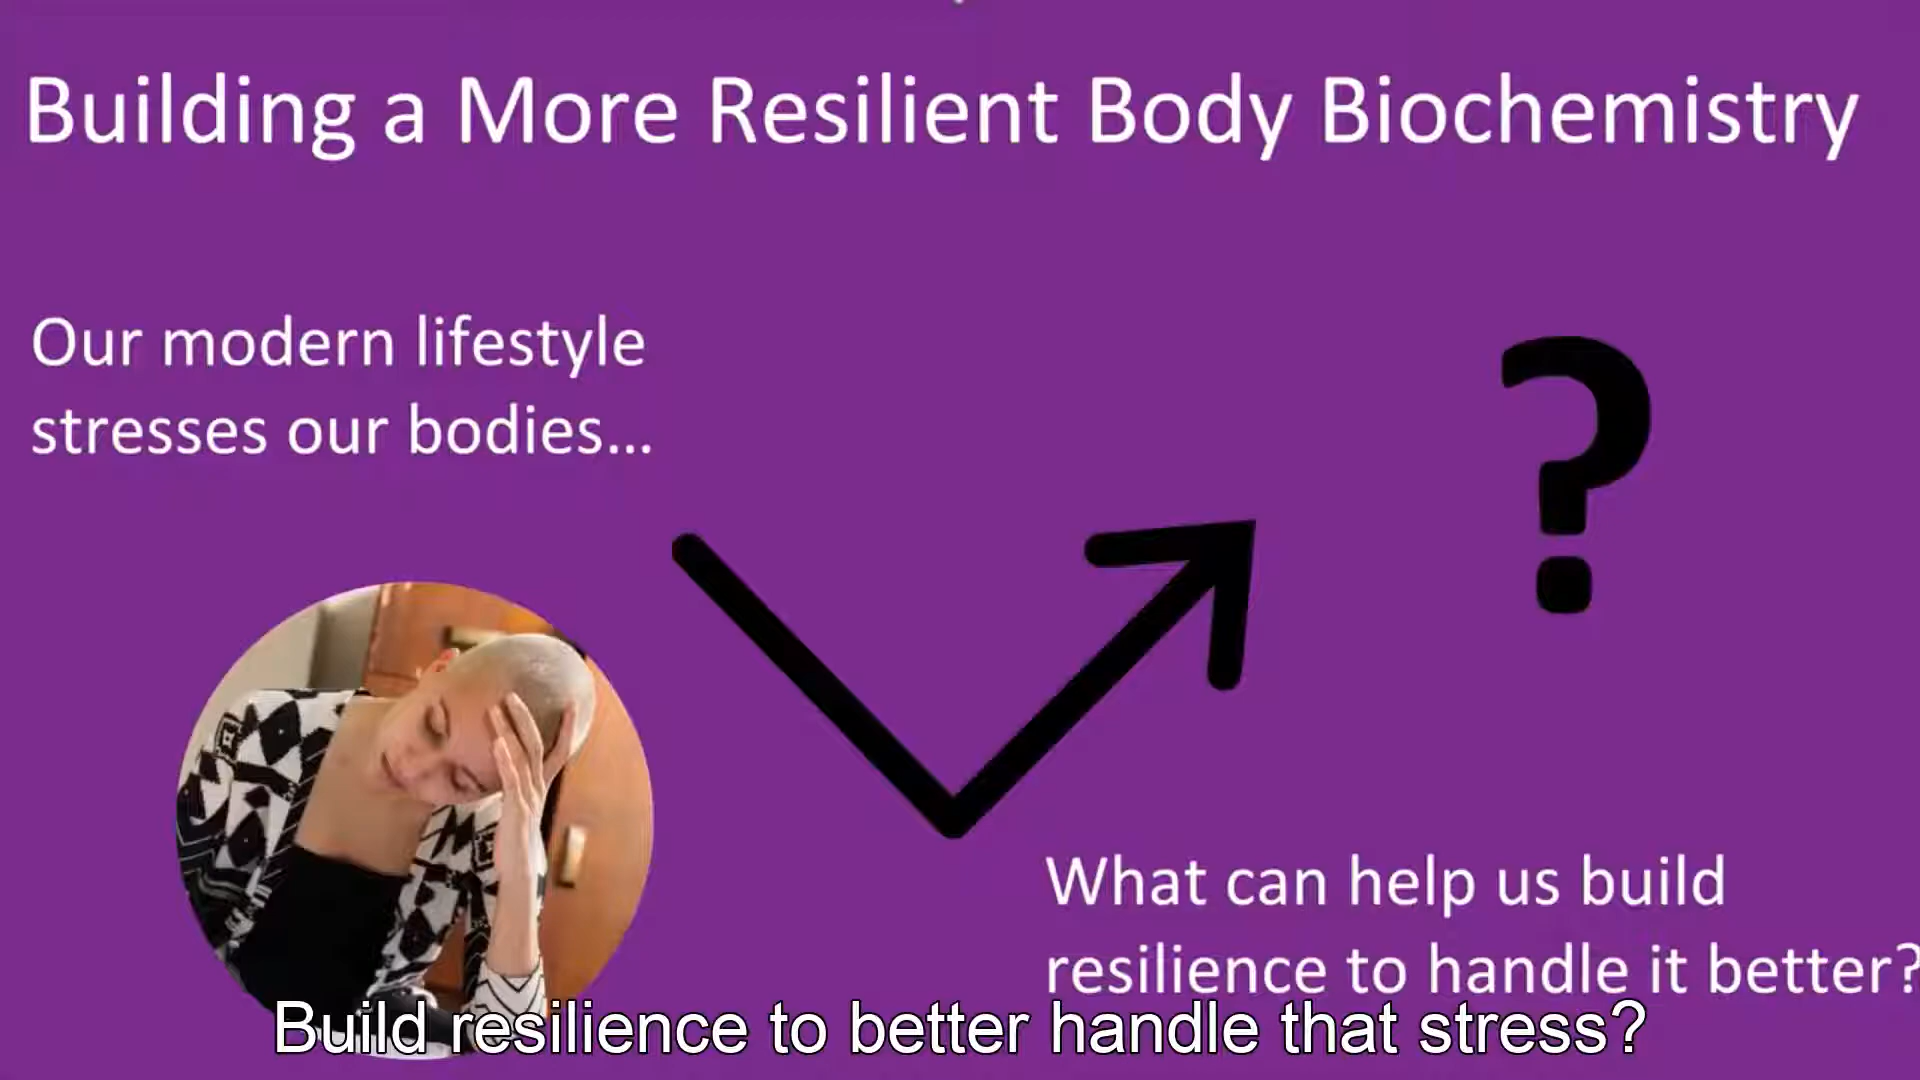 Building a More Resilient Body Biochemistry
Our modern lifestyle
stresses our bodies...
?
What can help us build
resilience to handle it better?
Build resilience to better handle that stress?